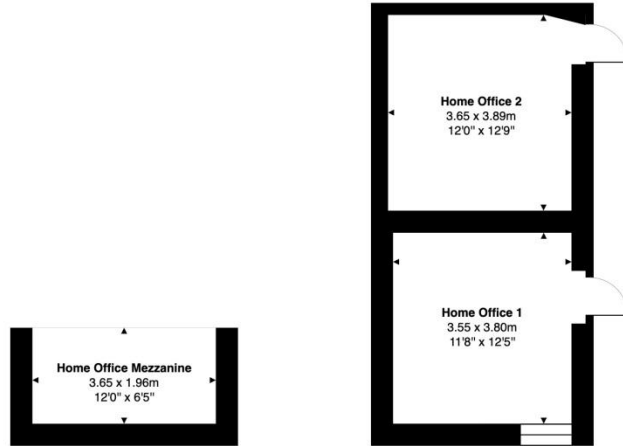 Home Office 2
3.65 x 3.89m
12'0" x 12'9"
Home Office 1
3.55 x 3.80m
11'8" x 12'5"
Home Office Mezzanine
3.65 x 1.96m
12'0" x 6'5"